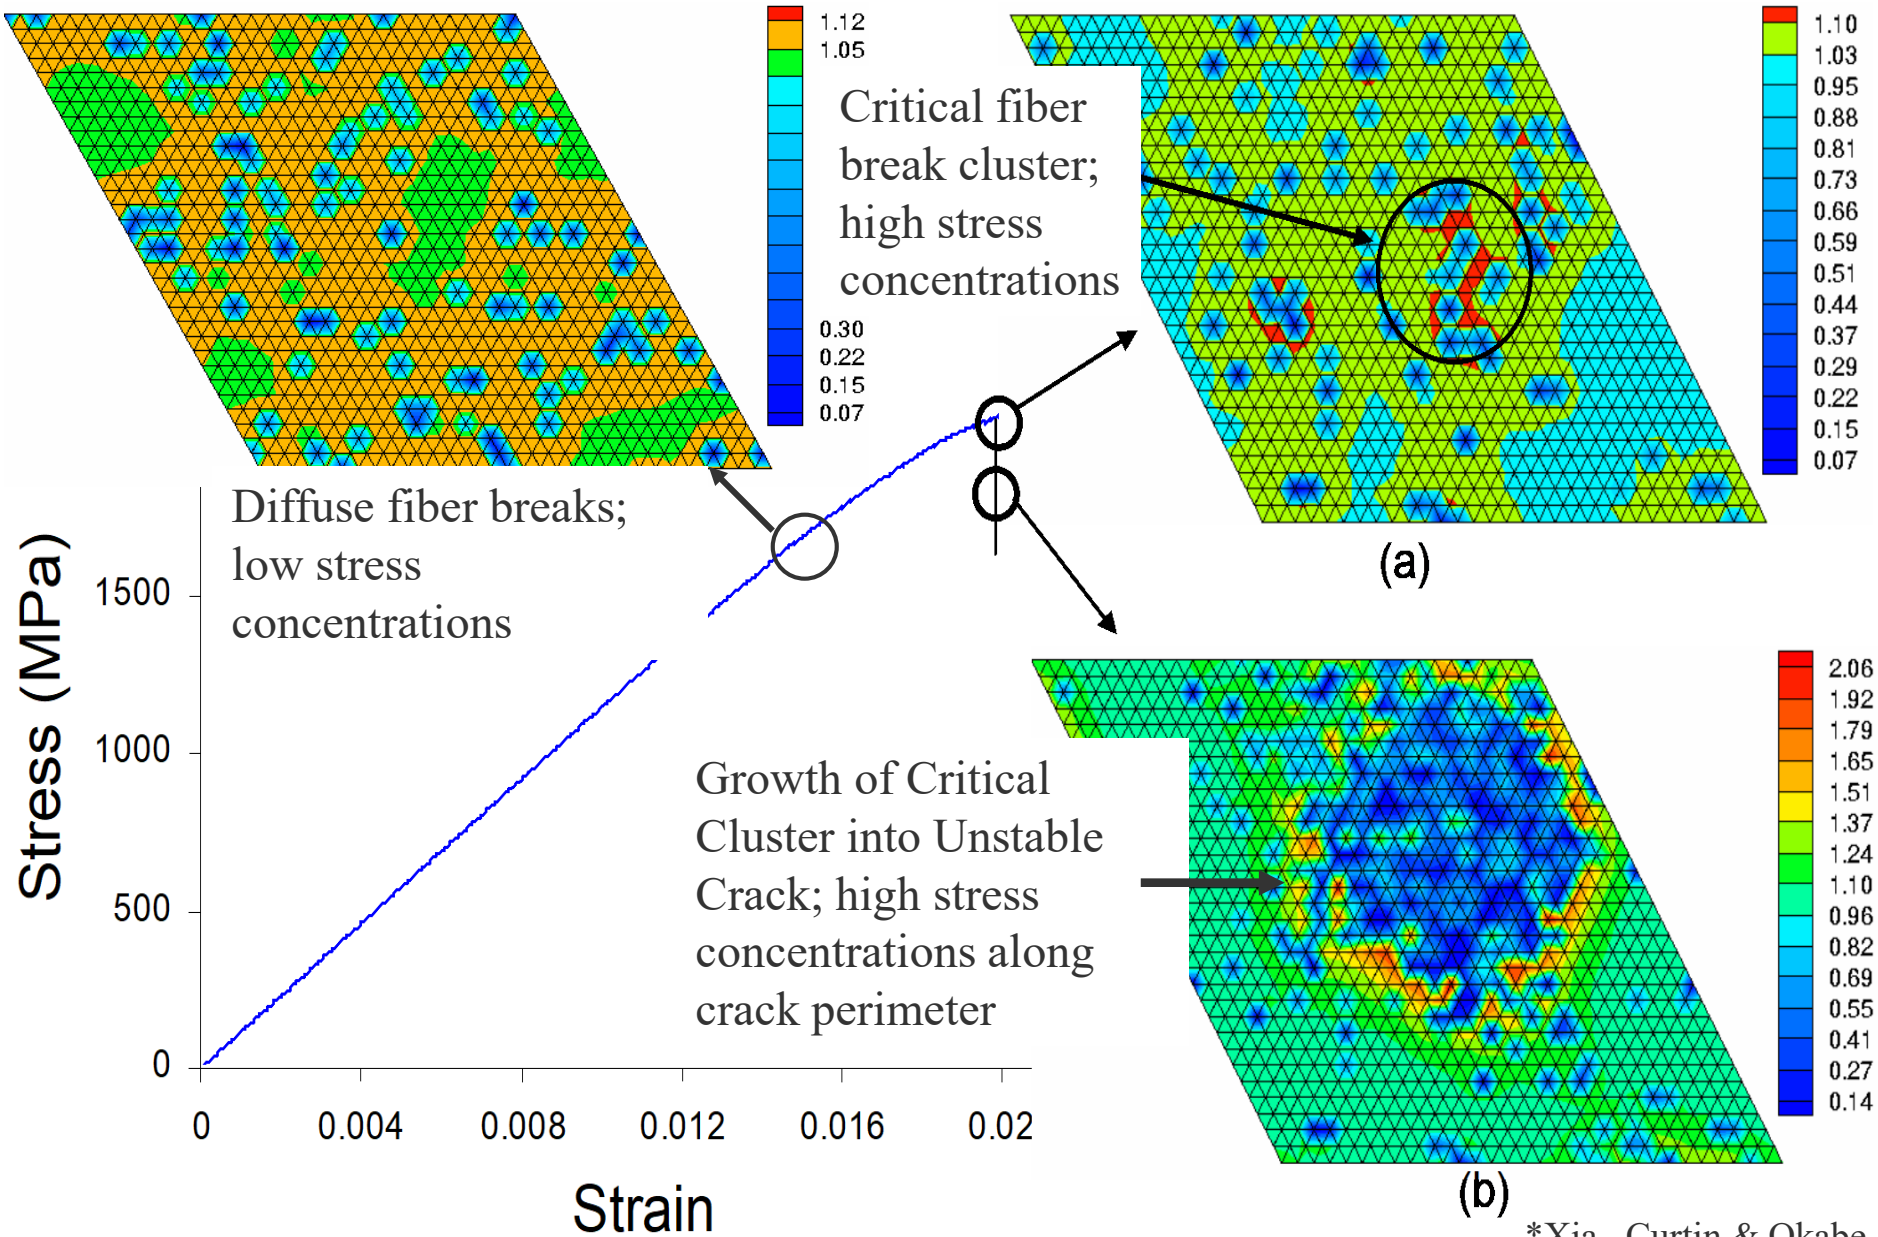 1.12
1.05
0.30
0.22
0.15
0.07
Critical fiber
break cluster;
high stress
concentrations
1.10
1.03
0.95
0.88
0.81
0.73
0.66
0.59
0.51
0.44
0.37
0.29
0.22
0.15
0.07
(a)
Diffuse fiber breaks;
low stress
concentrations
Stress (MPa)
1500
1000
500
0
0
0.004
0.008
0.012
0.016
0.02
Strain
Growth of Critical
Cluster into Unstable
Crack; high stress
concentrations along
crack perimeter
2.06
1.92
1.79
1.65
1.51
1.37
1.24
1.10
0.96
0.82
0.69
0.55
0.41
0.27
0.14
(b)
*Xia, Curtin & Okabe